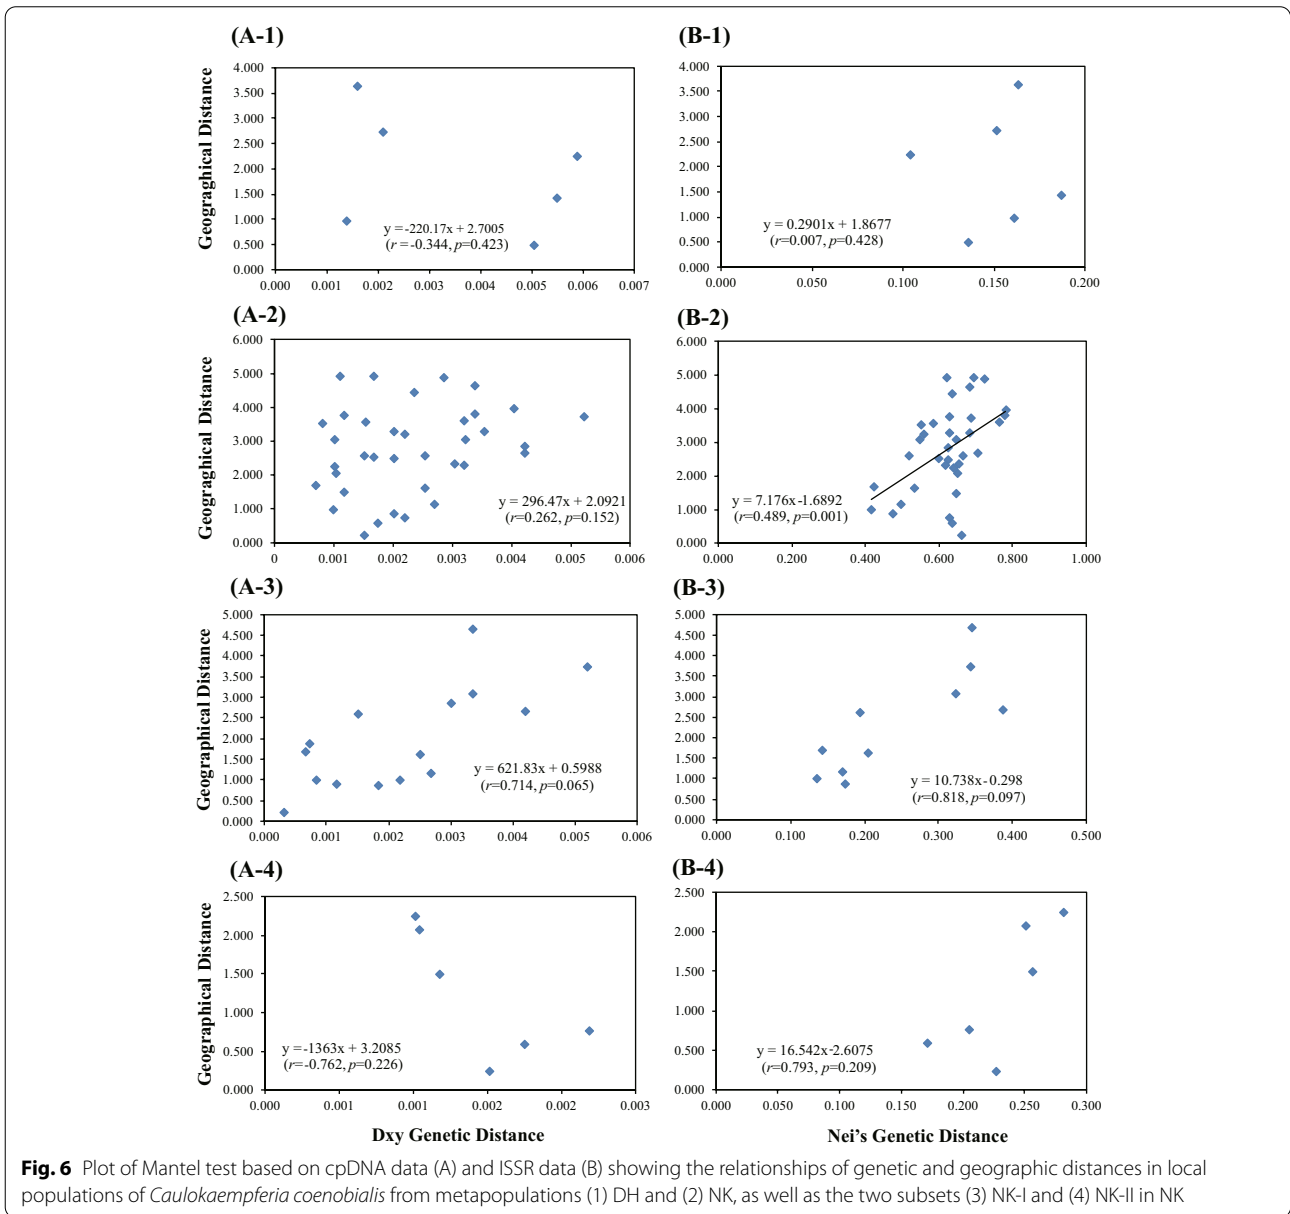 (A-1)
Geograghical Distance
4.000
3.500
3.000
2.500
2.000
1.500
1.000
0.500
0.000
y = -220.17x + 2.7005
(r = -0.344, p=0.423)
0.000 0.001 0.002 0.003 0.004 0.005 0.006 0.007
(B-1)
4.000
3.500
3.000
2.500
2.000
1.500
1.000
0.500
0.000
y = 0.2901x + 1.8677
(r=0.007, p=0.428)
0.000 0.050 0.100 0.150 0.200
(A-2)
Geograghical Distance
6.000
5.000
4.000
3.000
2.000
1.000
0.000
y = 296.47x + 2.0921
(r=0.262, p=0.152)
0 0.001 0.002 0.003 0.004 0.005 0.006
(B-2)
6.000
5.000
4.000
3.000
2.000
1.000
0.000
y = 7.176x-1.6892
(r=0.489, p=0.001)
0.000 0.200 0.400 0.600 0.800 1.000
(A-3)
Geographical Distance
5.000
4.500
4.000
3.500
3.000
2.500
2.000
1.500
1.000
0.500
0.000
y = 621.83x + 0.5988
(r=0.714, p=0.065)
0.000 0.001 0.002 0.003 0.004 0.005 0.006
(B-3)
5.000
4.500
4.000
3.500
3.000
2.500
2.000
1.500
1.000
0.500
0.000
y = 10.738x-0.298
(r=0.818, p=0.097)
0.000 0.100 0.200 0.300 0.400 0.500
(A-4)
Geographical Distance
2.500
2.000
1.500
1.000
0.500
0.000
y = -1363x + 3.2085
(r=-0.762, p=0.226)
0.000 0.001 0.001 0.002 0.002 0.003
Dxy Genetic Distance
(B-4)
2.500
2.000
1.500
1.000
0.500
0.000
y = 16.542x-2.6075
(r=0.793, p=0.209)
0.000 0.050 0.100 0.150 0.200 0.250 0.300
Nei's Genetic Distance
Fig. 6 Plot of Mantel test based on cpDNA data (A) and ISSR data (B) showing the relationships of genetic and geographic distances in local
populations of Caulokaempferia coenobialis from metapopulations (1) DH and (2) NK, as well as the two subsets (3) NK-I and (4) NK-II in NK